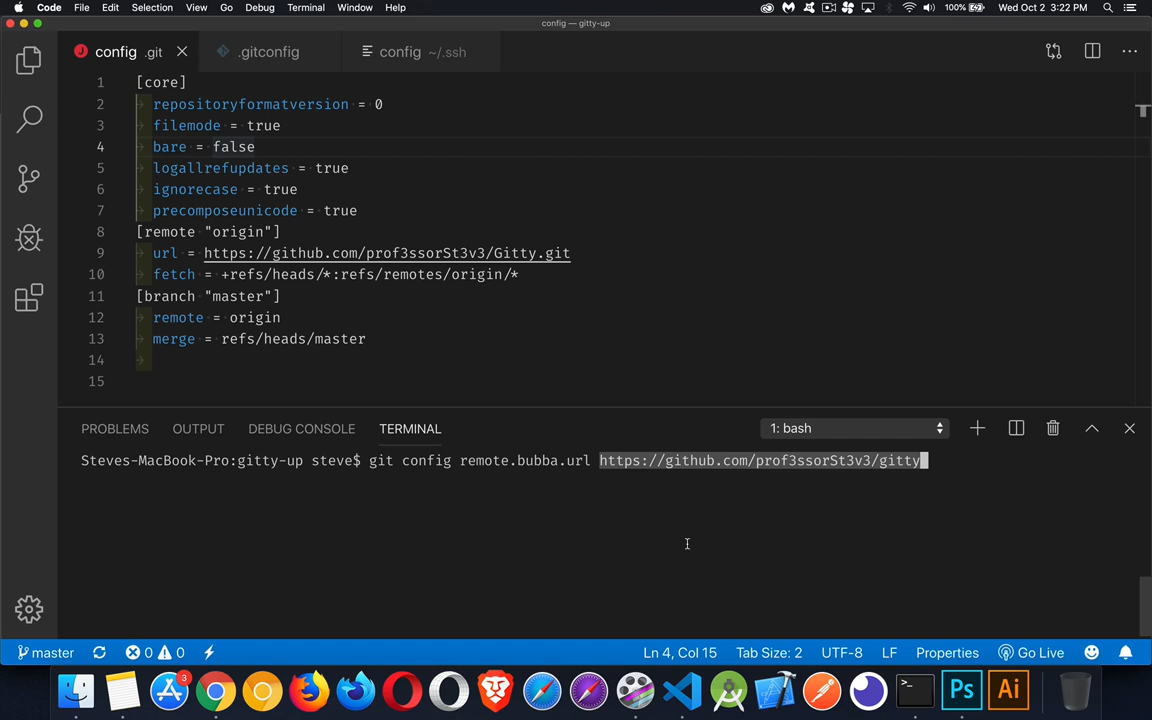 Code File Edit Selection View Go Debug Terminal Window Help 100% Wed Oct 2 3:22 PM
config — gitty-up
config .git .gitconfig config ~/.ssh
1 [core]
2 repositoryformatversion = 0
3 filemode = true
4 bare = false
5 logallrefupdates = true
6 ignorecase = true
7 precomposeunicode = true
8 [remote "origin"]
9 url = https://github.com/prof3ssorSt3v3/Gitty.git
10 fetch = +refs/heads/*:refs/remotes/origin/*
11 [branch "master"]
12 remote = origin
13 merge = refs/heads/master
14
15
PROBLEMS OUTPUT DEBUG CONSOLE TERMINAL 1: bash
Steves-MacBook-Pro:gitty-up steve$ git config remote.bubba.url https://github.com/prof3ssorSt3v3/gitty
master 0 0 Ln 4, Col 15 Tab Size: 2 UTF-8 LF Properties Go Live
3 >_ Ps Ai